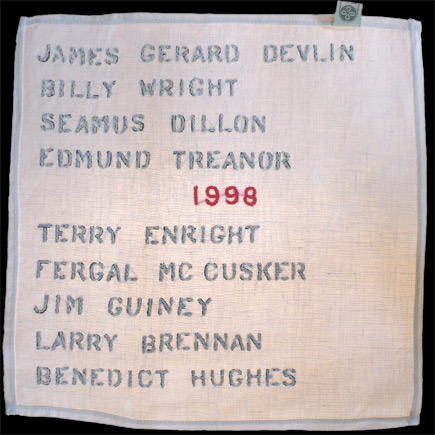 JAMES GERARD DEVLIN
BILLY WRIGHT
SEAMUS DILLON
EDMUND TREANOR
1998
TERRY ENRIGHT
FERGAL MC CUSKER
JIM GUINEY
LARRY BRENNAN
BENEDICT HUGHES